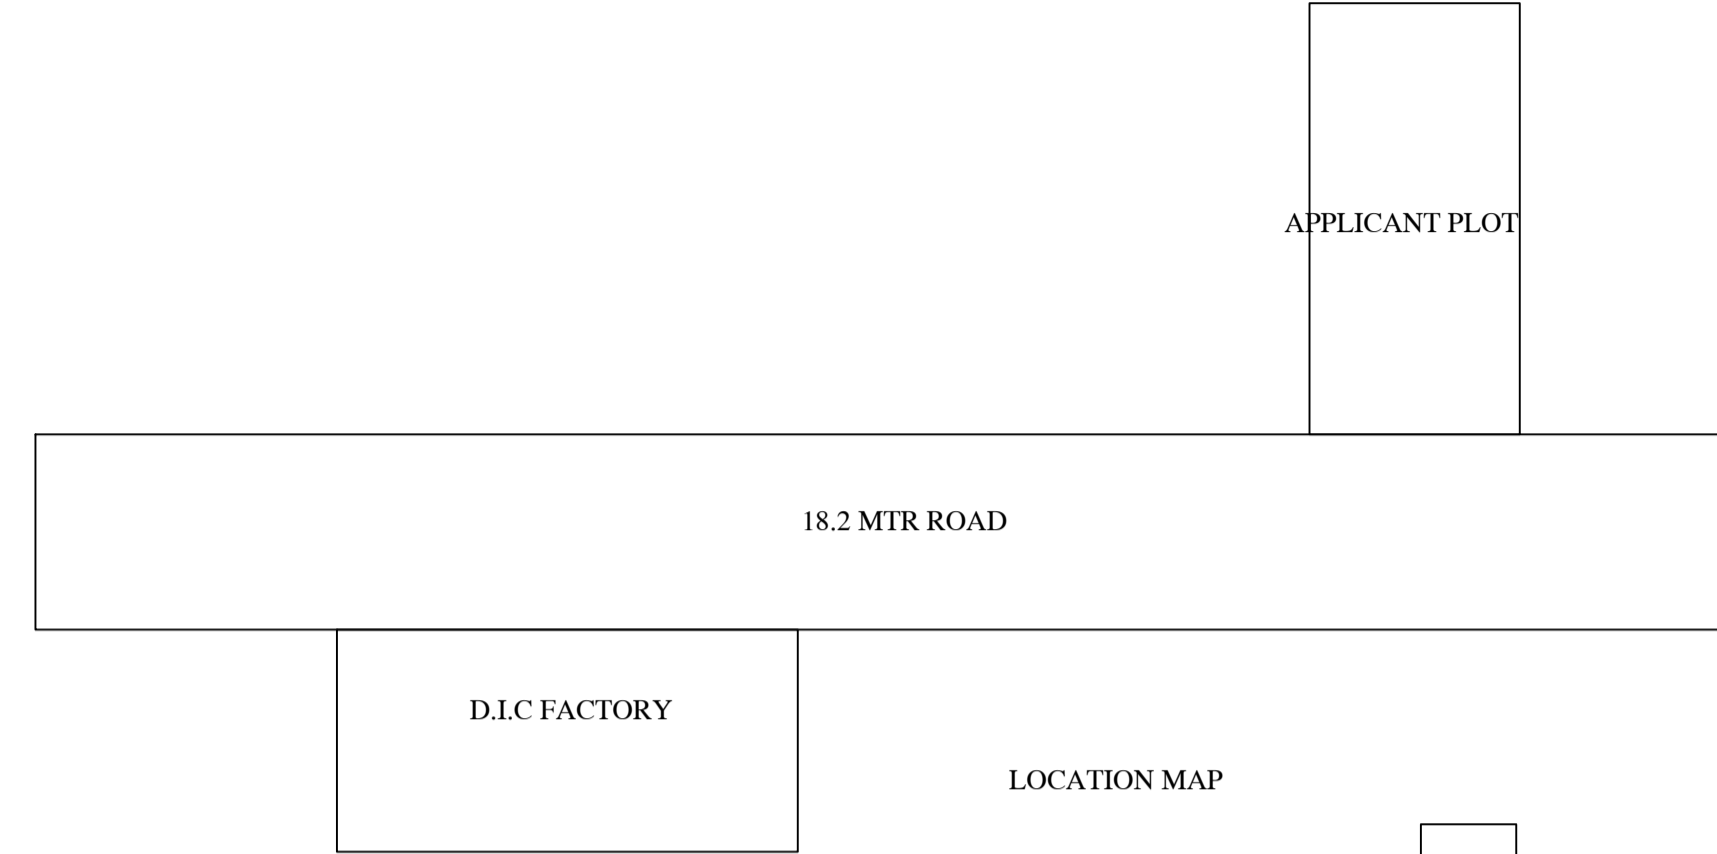 APPLICANT PLOT
18.2 MTR ROAD
D.I.C FACTORY
LOCATION MAP